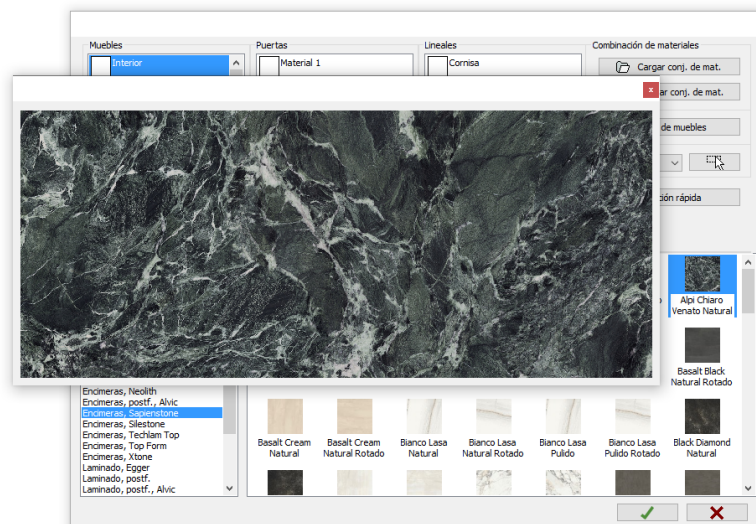 Muebles
Puertas
Lineales
Combinación de materiales
Interior
Material 1
Cornisa
Cargar conj. de mat.
ar conj. de mat.
x
de muebles
ión rápida
Alpi Chiaro
Venato Natural
Basalt Black
Natural Rotado
Encimeras, Neolith
Encimeras, postf., Alvic
Encimeras, Sapienstone
Encimeras, Silestone
Encimeras, Techlam Top
Encimeras, Top Form
Encimeras, Xtone
Laminado, Egger
Laminado, postf.
Laminado, postf., Alvic
Basalt Cream
Natural
Basalt Cream
Natural Rotado
Bianco Lasa
Natural
Bianco Lasa
Natural Rotado
Bianco Lasa
Pulido
Bianco Lasa
Pulido Rotado
Black Diamond
Natural